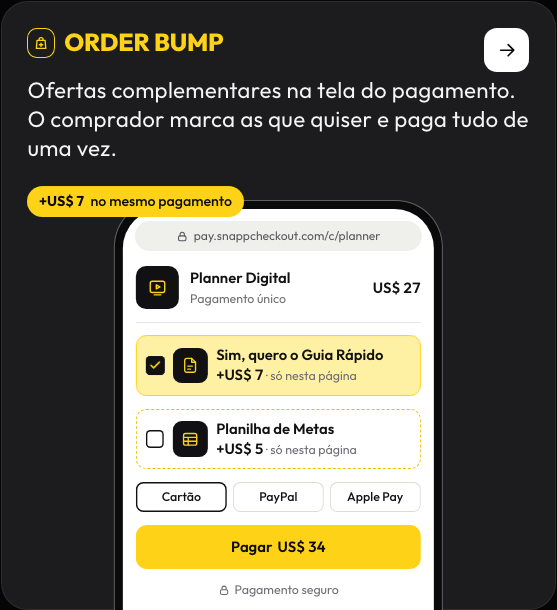 ORDER BUMP
Ofertas complementares na tela do pagamento.
O comprador marca as que quiser e paga tudo de
uma vez.
+US$ 7 no mesmo pagamento
pay.snappcheckout.com/c/planner
Planner Digital
Pagamento único
US$ 27
Sim, quero o Guia Rápido
+US$ 7 · só nesta página
Planilha de Metas
+US$ 5 · só nesta página
Cartão
PayPal
Apple Pay
Pagar US$ 34
Pagamento seguro